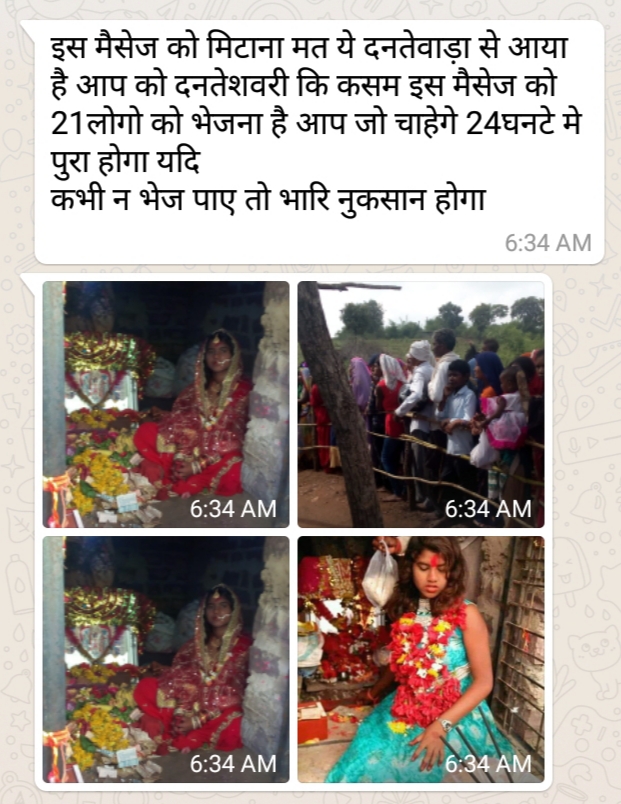 इस मैसेज को मिटाना मत ये दनतेवाड़ा से आया
है आप को दनतेशवरी कि कसम इस मैसेज को
21लोगो को भेजना है आप जो चाहेगे 24घनटे मे
पुरा होगा यदि
कभी न भेज पाए तो भारि नुकसान होगा
6:34 AM
6:34 AM
6:34 AM
6:34 AM
6:34 AM